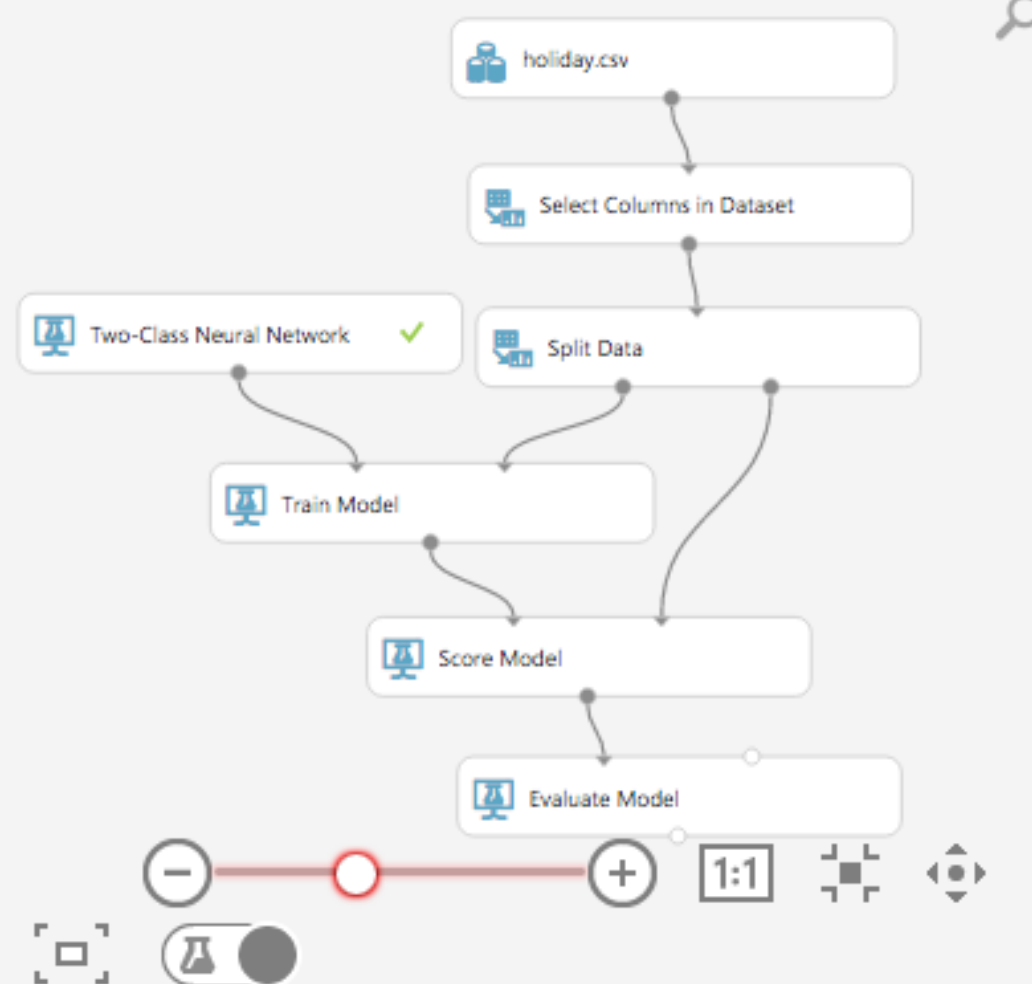 holiday.csv
Select Columns in Dataset
Two-Class Neural Network
Split Data
Train Model
Score Model
Evaluate Model
1:1